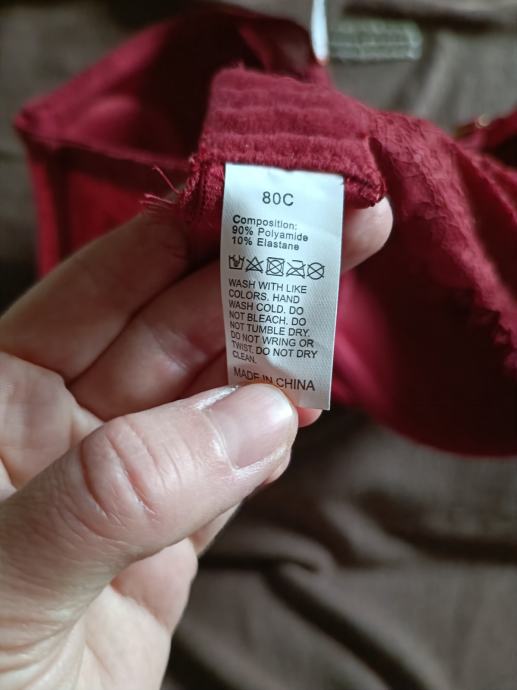 80C
Composition:
90% Polyamide
10% Elastane
WASH WITH LIKE
COLORS. HAND
WASH COLD. DO
NOT BLEACH. DO
NOT TUMBLE DRY.
DO NOT WRING OR
TWIST. DO NOT DRY
CLEAN.
MADE IN CHINA